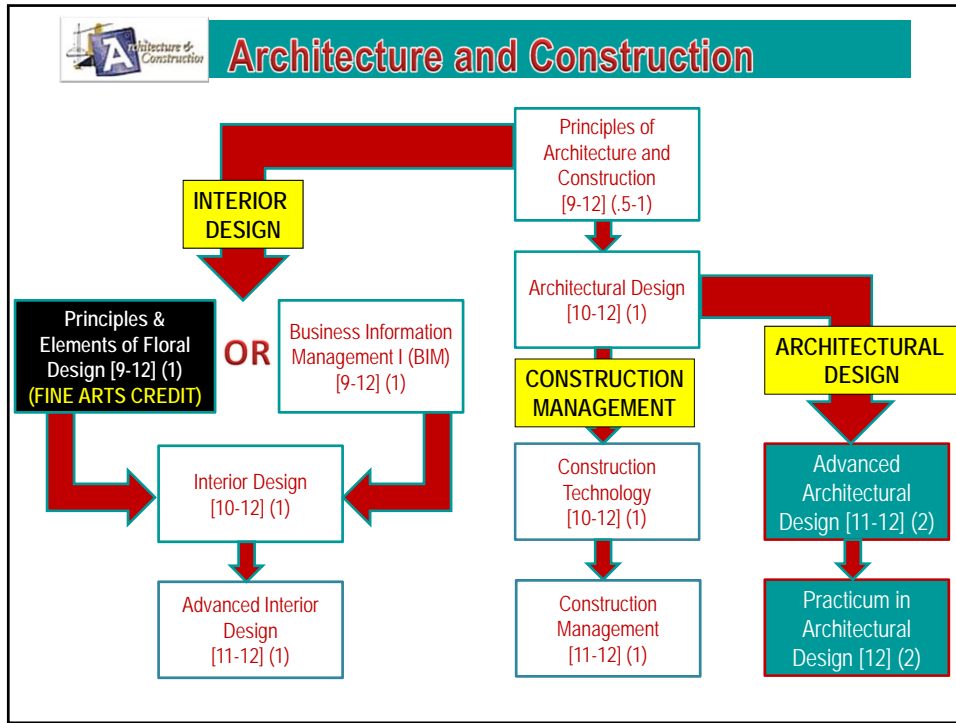 Architecture &
Construction
Architecture and Construction
Principles of
Architecture and
Construction
[9-12] (.5-1)
INTERIOR
DESIGN
Architectural Design
[10-12] (1)
Principles &
Elements of Floral
Design [9-12] (1)
(FINE ARTS CREDIT)
OR
Business Information
Management I (BIM)
[9-12] (1)
CONSTRUCTION
MANAGEMENT
ARCHITECTURAL
DESIGN
Interior Design
[10-12] (1)
Construction
Technology
[10-12] (1)
Advanced
Architectural
Design [11-12] (2)
Advanced Interior
Design
[11-12] (1)
Construction
Management
[11-12] (1)
Practicum in
Architectural
Design [12] (2)